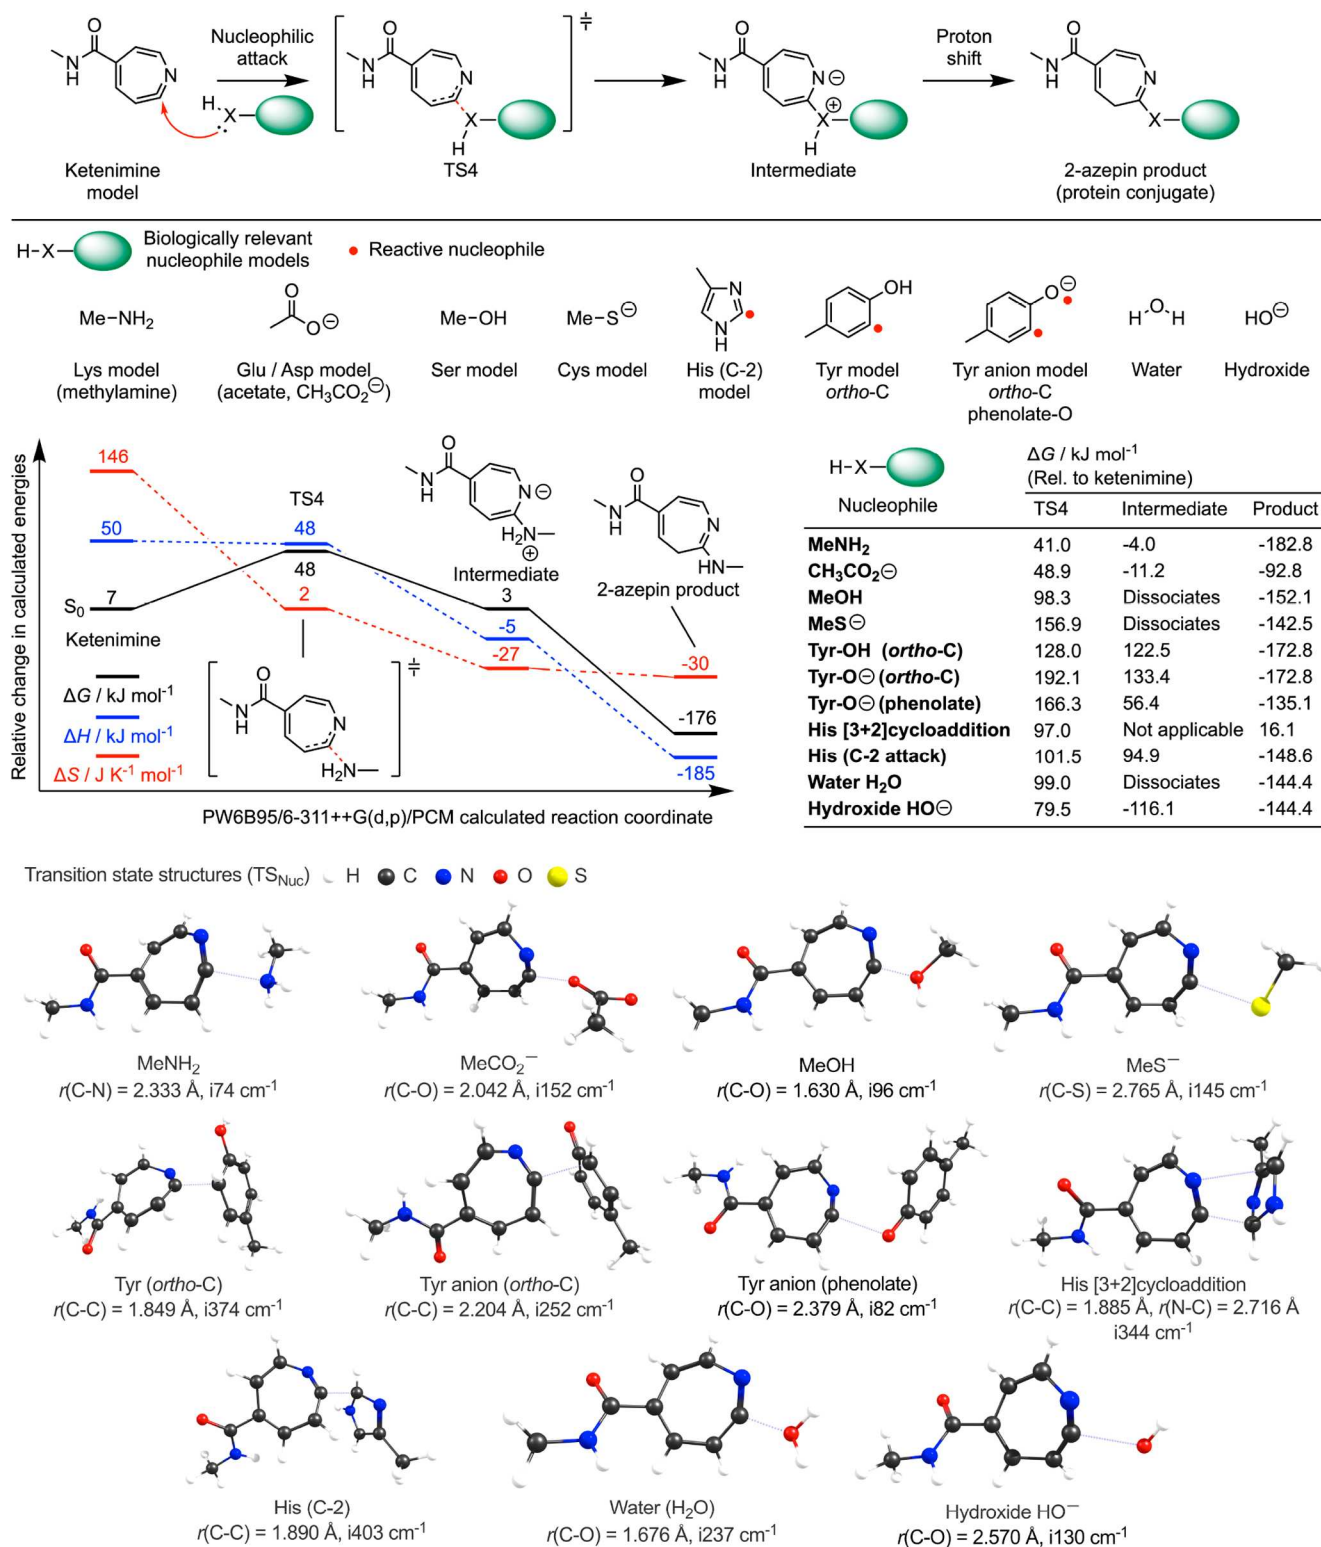 Nucleophilic
attack
Proton
shift
O
N
H
N
H
X
O
N
H
N
X
H
TS4
O
N
H
N⊖
X⊕
H
O
N
H
N
X
Ketenimine
model
Intermediate
2-azepin product
(protein conjugate)
H–X– Biologically relevant
nucleophile models
Reactive nucleophile
Me–NH2
O
O⊖
Me–OH
Me–S⊖
N
NH
OH
O⊖
H O H
HO⊖
Lys model
(methylamine)
Glu / Asp model
(acetate, CH3CO2⊖)
Ser model
Cys model
His (C-2)
model
Tyr model
ortho-C
Tyr anion model
ortho-C
phenolate-O
Water
Hydroxide
Relative change in calculated energies
146
50
S0 7
Ketenimine
ΔG / kJ mol-1
ΔH / kJ mol-1
ΔS / J K-1 mol-1
TS4
48
48
2
O
N
H
N
H2N
O
N
H
N⊖
H2N
⊕
Intermediate
3
-5
-27
O
N
H
N
HN
2-azepin product
-30
-176
-185
PW6B95/6-311++G(d,p)/PCM calculated reaction coordinate
H–X–
Nucleophile
ΔG / kJ mol-1
(Rel. to ketenimine)
TS4 Intermediate Product
MeNH2 41.0 -4.0 -182.8
CH3CO2⊖ 48.9 -11.2 -92.8
MeOH 98.3 Dissociates -152.1
MeS⊖ 156.9 Dissociates -142.5
Tyr-OH (ortho-C) 128.0 122.5 -172.8
Tyr-O⊖ (ortho-C) 192.1 133.4 -172.8
Tyr-O⊖ (phenolate) 166.3 56.4 -135.1
His [3+2]cycloaddition 97.0 Not applicable 16.1
His (C-2 attack) 101.5 94.9 -148.6
Water H2O 99.0 Dissociates -144.4
Hydroxide HO⊖ 79.5 -116.1 -144.4
Transition state structures (TSNuc) H C N O S
MeNH2
r(C-N) = 2.333 Å, i74 cm-1
MeCO2−
r(C-O) = 2.042 Å, i152 cm-1
MeOH
r(C-O) = 1.630 Å, i96 cm-1
MeS−
r(C-S) = 2.765 Å, i145 cm-1
Tyr (ortho-C)
r(C-C) = 1.849 Å, i374 cm-1
Tyr anion (ortho-C)
r(C-C) = 2.204 Å, i252 cm-1
Tyr anion (phenolate)
r(C-O) = 2.379 Å, i82 cm-1
His [3+2]cycloaddition
r(C-C) = 1.885 Å, r(N-C) = 2.716 Å
i344 cm-1
His (C-2)
r(C-C) = 1.890 Å, i403 cm-1
Water (H2O)
r(C-O) = 1.676 Å, i237 cm-1
Hydroxide HO−
r(C-O) = 2.570 Å, i130 cm-1